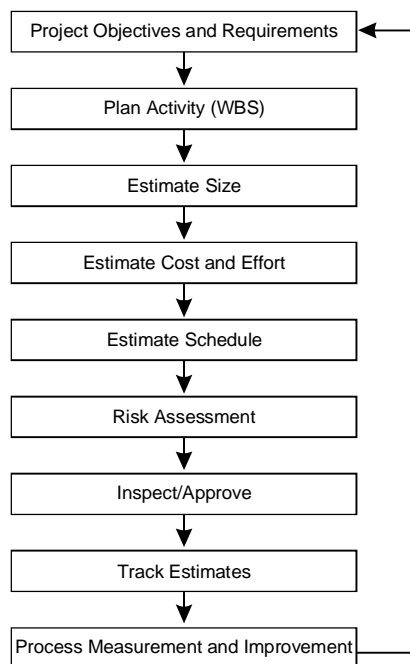 Project Objectives and Requirements
Plan Activity (WBS)
Estimate Size
Estimate Cost and Effort
Estimate Schedule
Risk Assessment
Inspect/Approve
Track Estimates
Process Measurement and Improvement